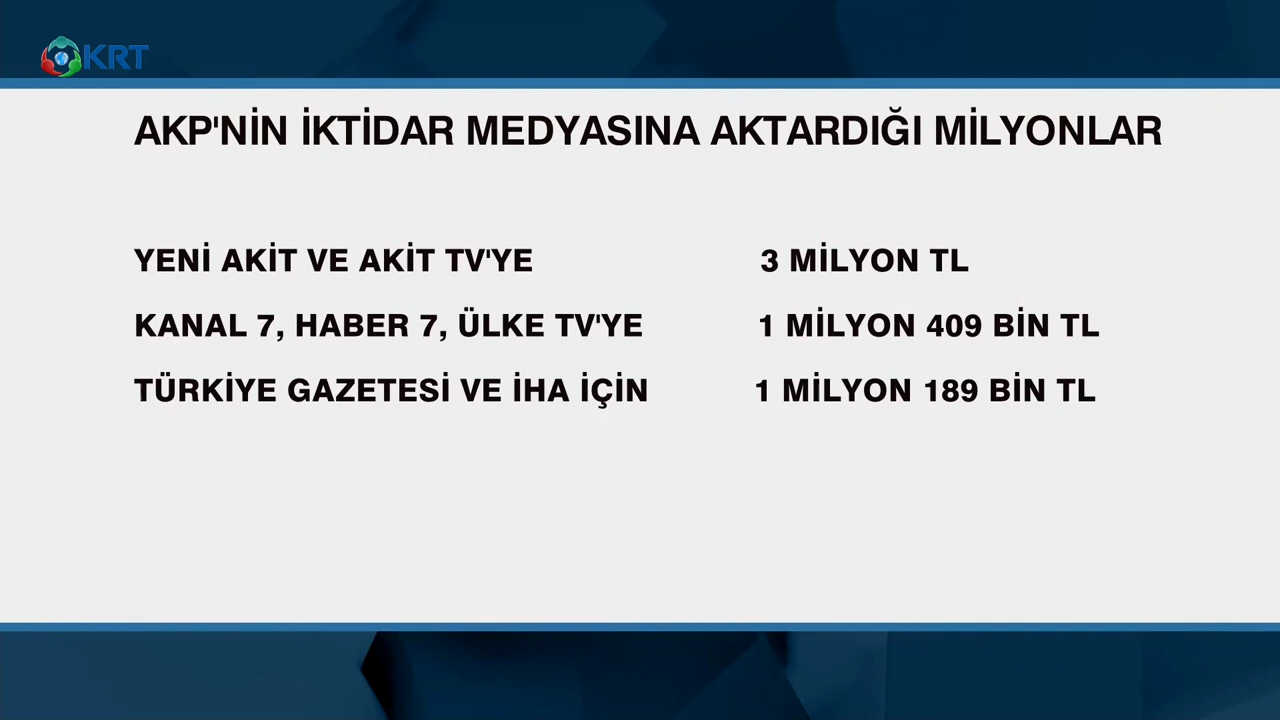 KRT
AKP'NİN İKTİDAR MEDYASINA AKTARDIĞI MİLYONLAR
YENİ AKİT VE AKİT TV'YE 3 MİLYON TL
KANAL 7, HABER 7, ÜLKE TV'YE 1 MİLYON 409 BİN TL
TÜRKİYE GAZETESİ VE İHA İÇİN 1 MİLYON 189 BİN TL